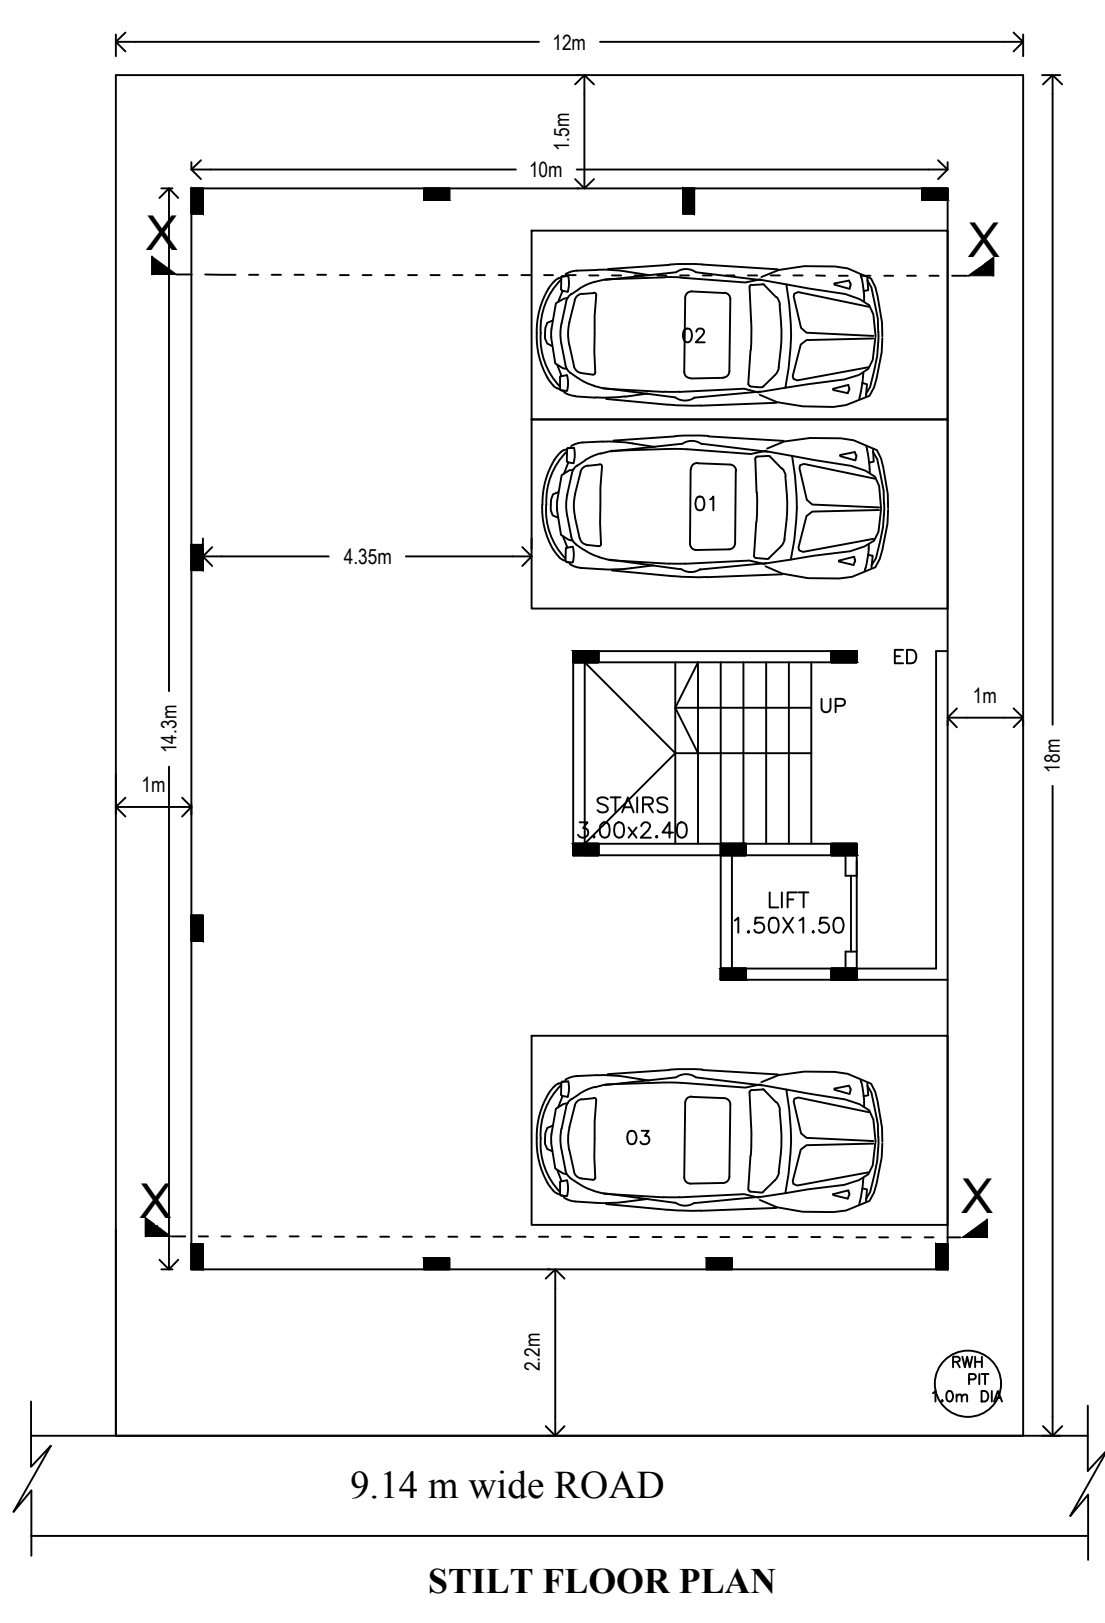 12m
1.5m
10m
X
X
02
01
4.35m
ED
1m
UP
14.3m
18m
1m
STAIRS
3.00x2.40
LIFT
1.50X1.50
03
X
X
2.2m
RWH
PIT
1.0m DIA
9.14 m wide ROAD
STILT FLOOR PLAN